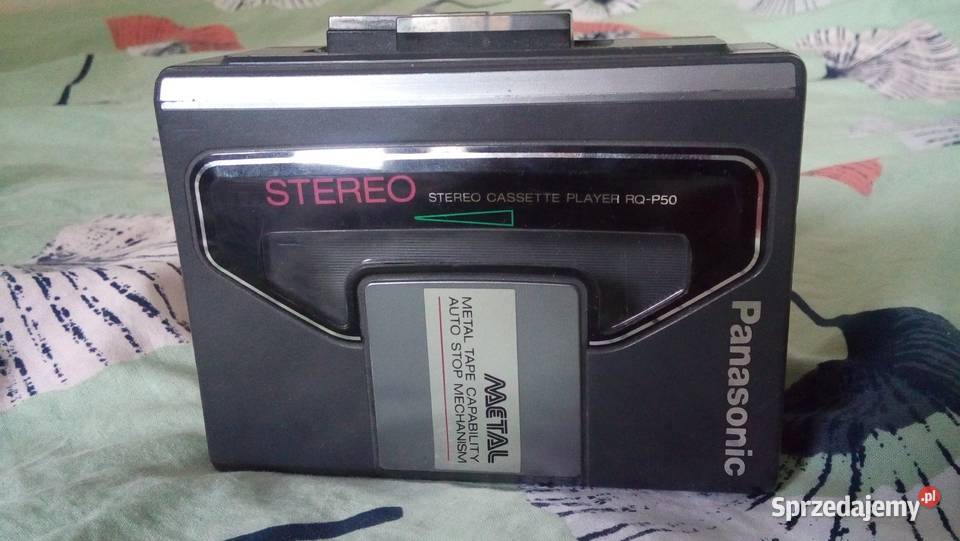 STEREO STEREO CASSETTE PLAYER RQ-P50
METAL
METAL TAPE CAPABILITY
AUTO STOP MECHANISM
Panasonic
Sprzedajemy.pl